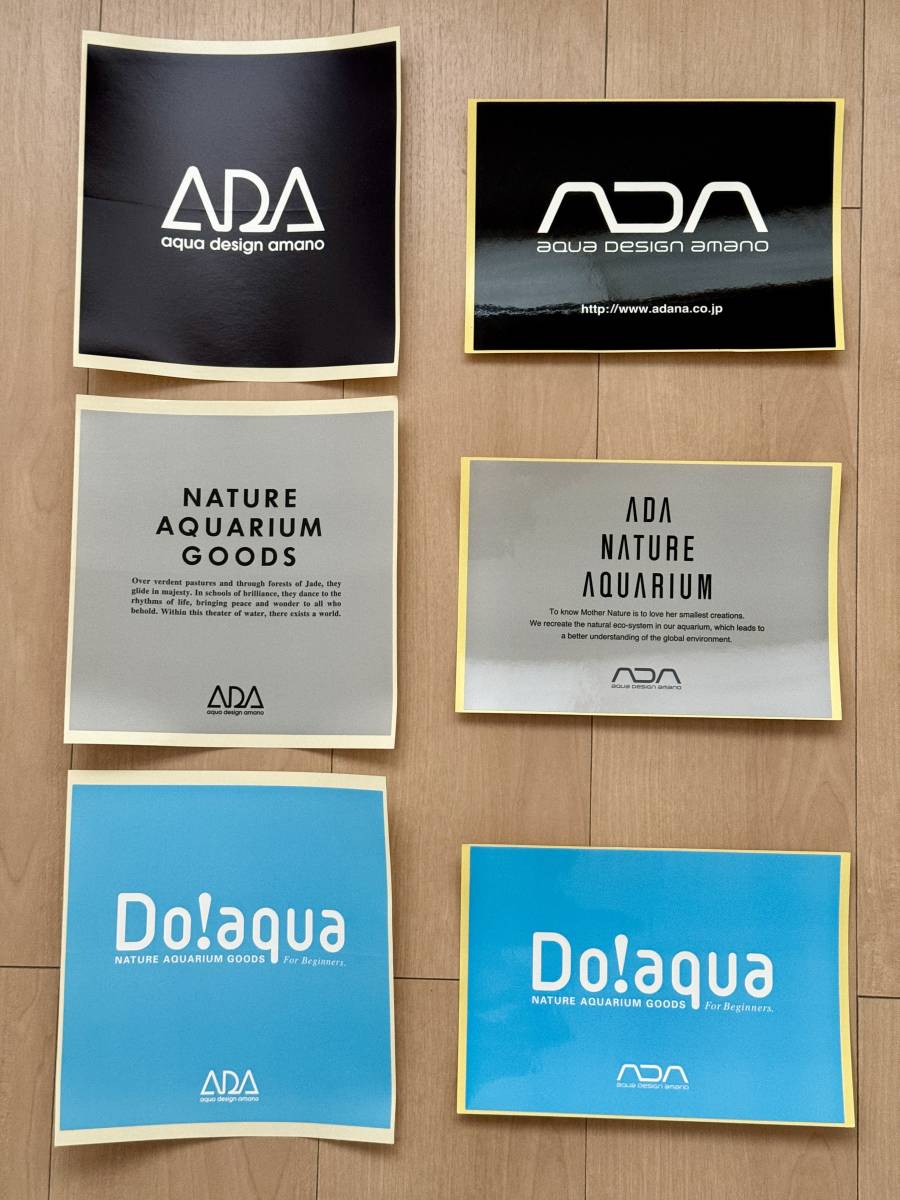 ADA
aqua design amano
ADA
aqua design amano
http://www.adana.co.jp
NATURE
AQUARIUM
GOODS
Over verdent pastures and through forests of Jade, they
glide in majesty. In schools of brilliance, they dance to the
rhythms of life, bringing peace and wonder to all who
behold. Within this theater of water, there exists a world.
ADA
aqua design amano
ADA
NATURE
AQUARIUM
To know Mother Nature is to love her smallest creations.
We recreate the natural eco-system in our aquarium, which leads to
a better understanding of the global environment.
ADA
aqua design amano
Do!aqua
NATURE AQUARIUM GOODS For Beginners.
ADA
aqua design amano
Do!aqua
NATURE AQUARIUM GOODS For Beginners.
ADA
aqua design amano